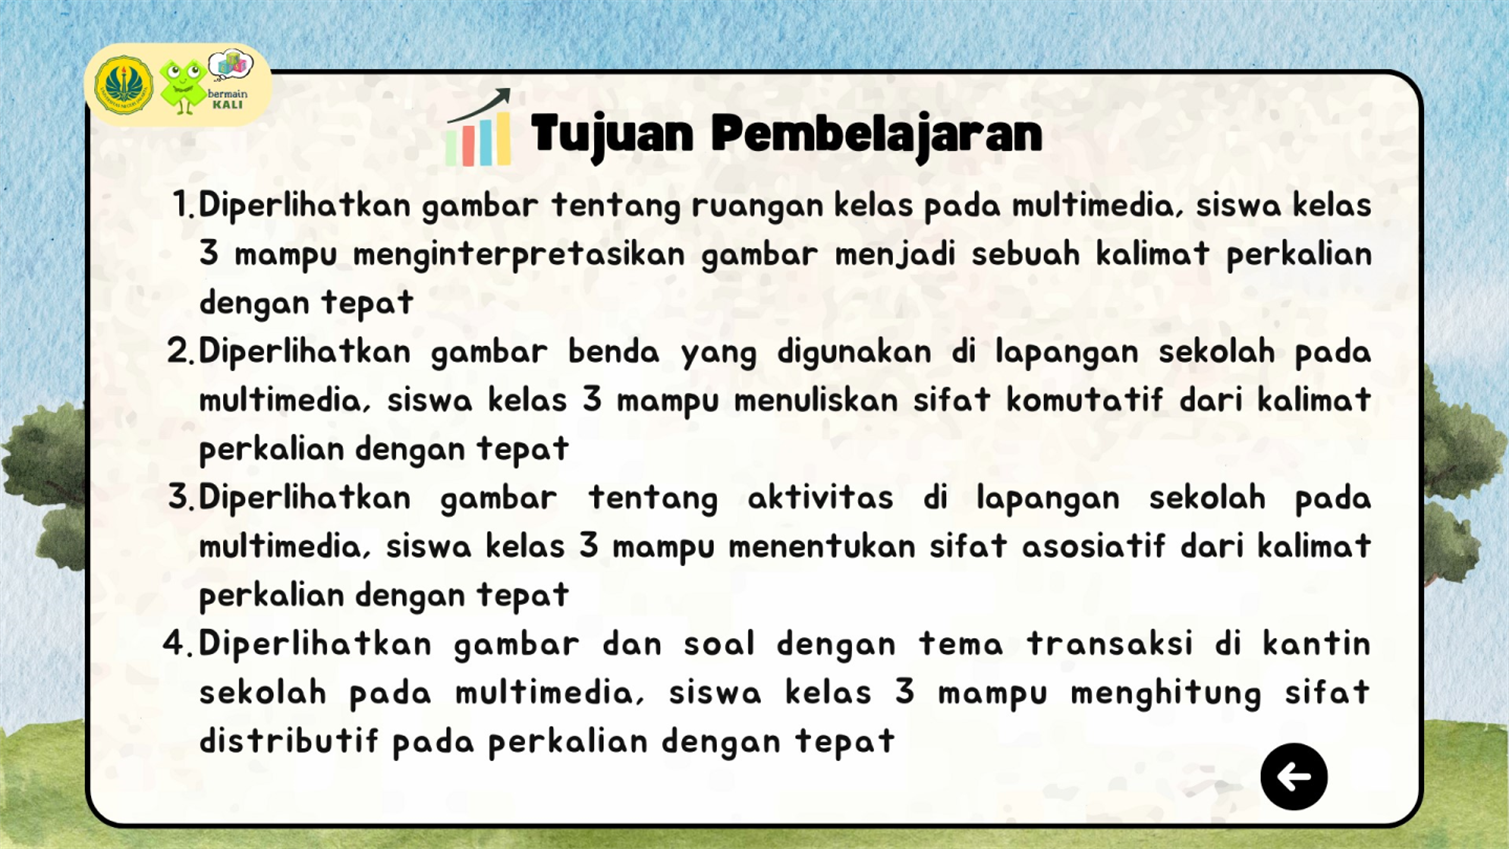 bermain
KALI
Tujuan Pembelajaran
1. Diperlihatkan gambar tentang ruangan kelas pada multimedia, siswa kelas
3 mampu menginterpretasikan gambar menjadi sebuah kalimat perkalian
dengan tepat
2. Diperlihatkan gambar benda yang digunakan di lapangan sekolah pada
multimedia, siswa kelas 3 mampu menuliskan sifat komutatif dari kalimat
perkalian dengan tepat
3. Diperlihatkan gambar tentang aktivitas di lapangan sekolah pada
multimedia, siswa kelas 3 mampu menentukan sifat asosiatif dari kalimat
perkalian dengan tepat
4. Diperlihatkan gambar dan soal dengan tema transaksi di kantin
sekolah pada multimedia, siswa kelas 3 mampu menghitung sifat
distributif pada perkalian dengan tepat